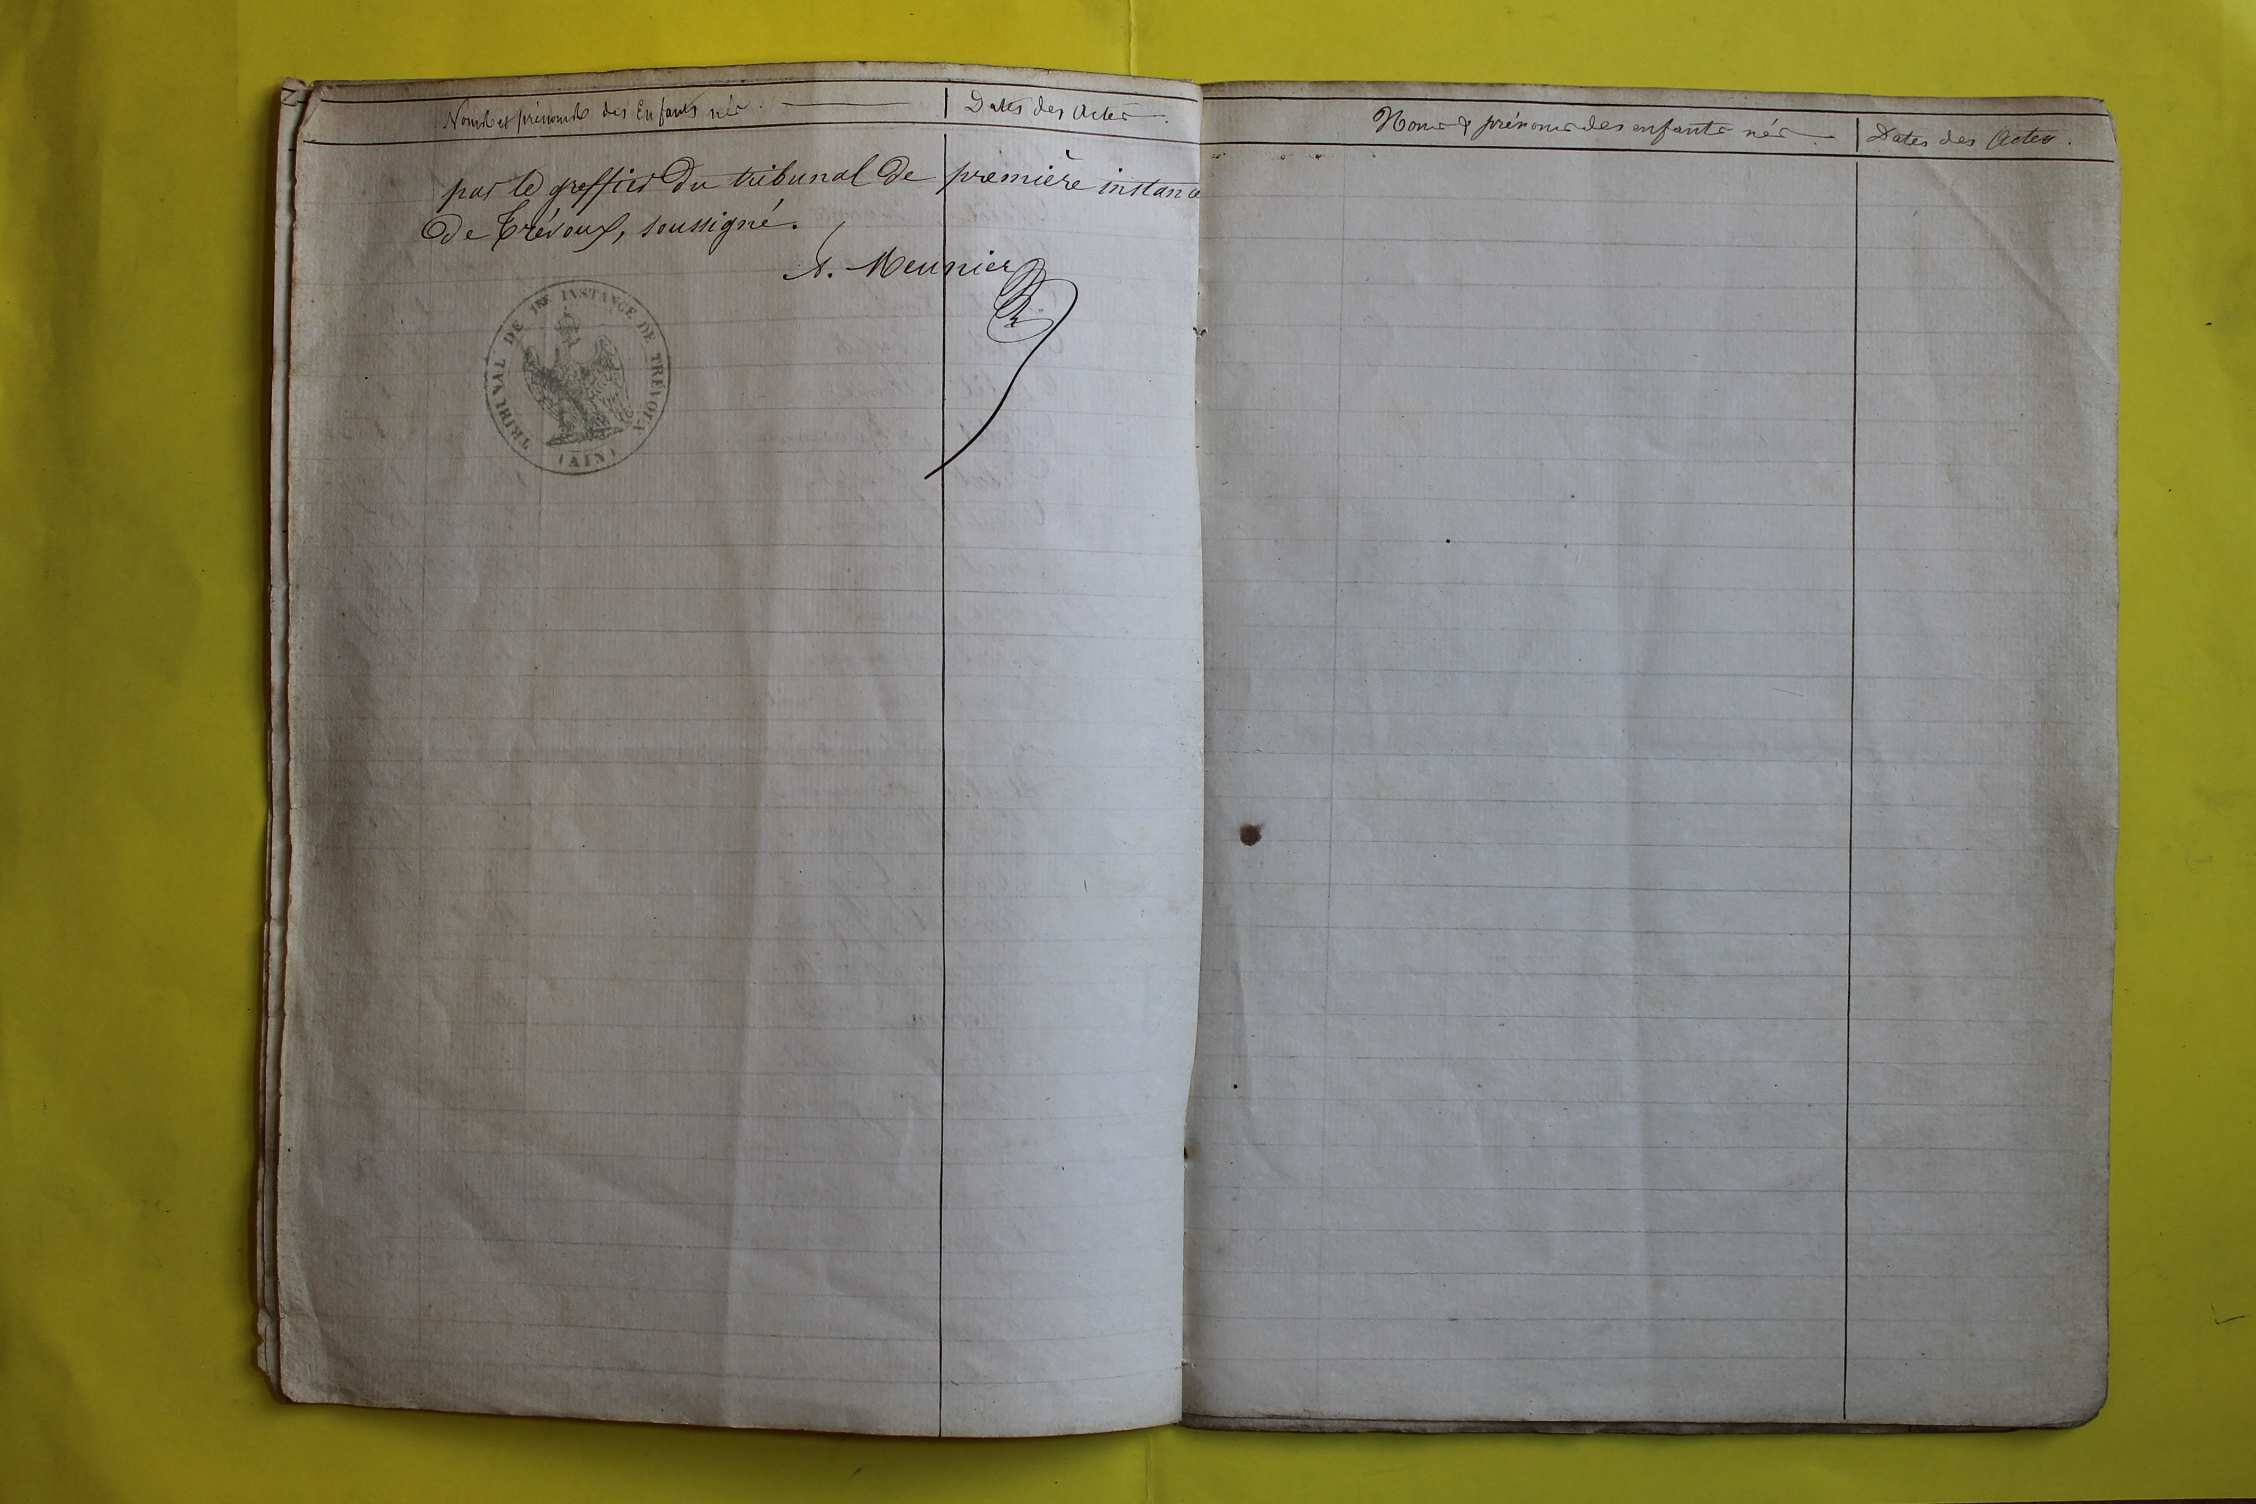 Noms et prénoms des Enfants nés. Dates des Actes.
par le greffier du tribunal de première instance
de Trévoux, soussigné.
A. Meunier
TRIBUNAL DE 1RE INSTANCE DE TRÉVOUX
(AIN)
Noms & prénoms des enfants nés. Dates des Actes.